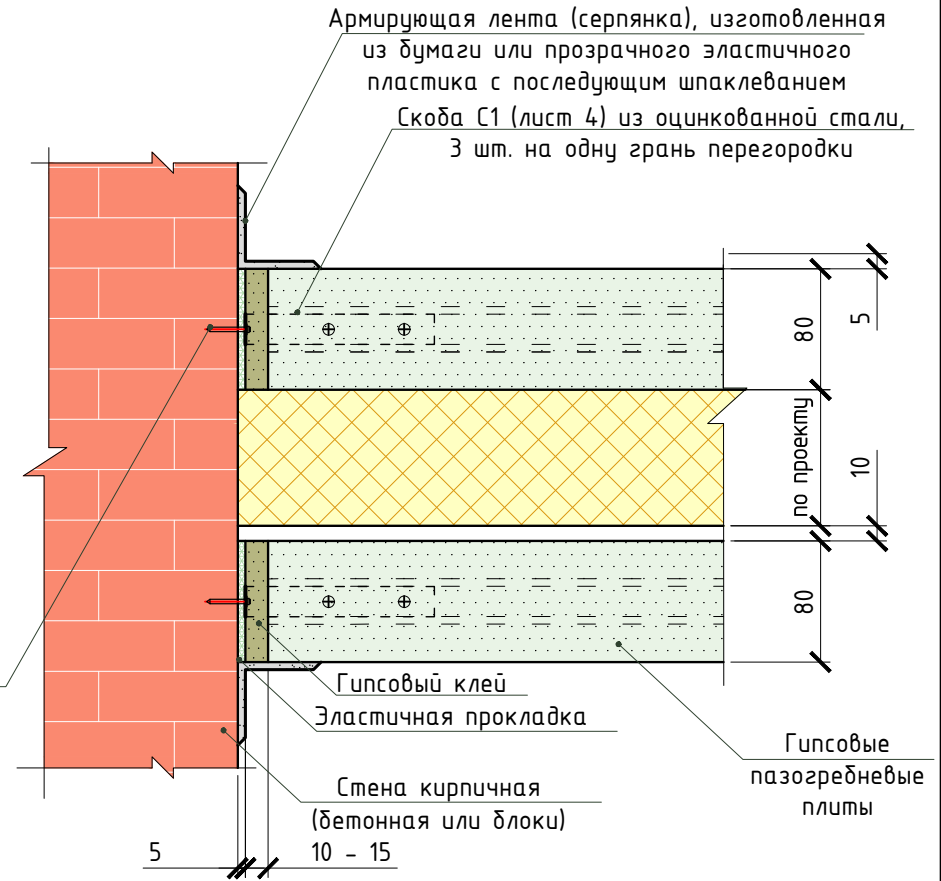 Армирующая лента (серпянка), изготовленная
из бумаги или прозрачного эластичного
пластика с последующим шпаклеванием
Скоба С1 (лист 4) из оцинкованной стали,
3 шт. на одну грань перегородки
80
5
по проекту
10
80
Гипсовый клей
Эластичная прокладка
Гипсовые
пазогребневые
плиты
Стена кирпичная
(бетонная или блоки)
5
10 - 15